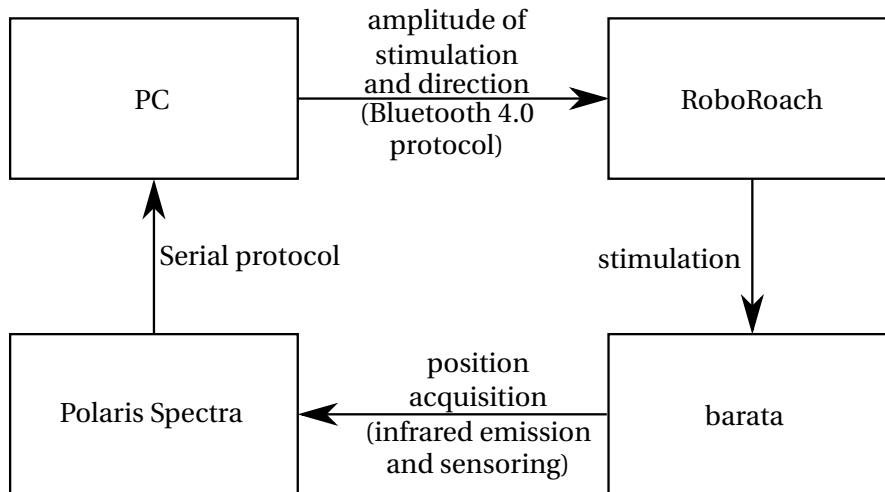 PC
amplitude of
stimulation
and direction
(Bluetooth 4.0
protocol)
RoboRoach
Serial protocol
stimulation
Polaris Spectra
position
acquisition
(infrared emission
and sensoring)
barata